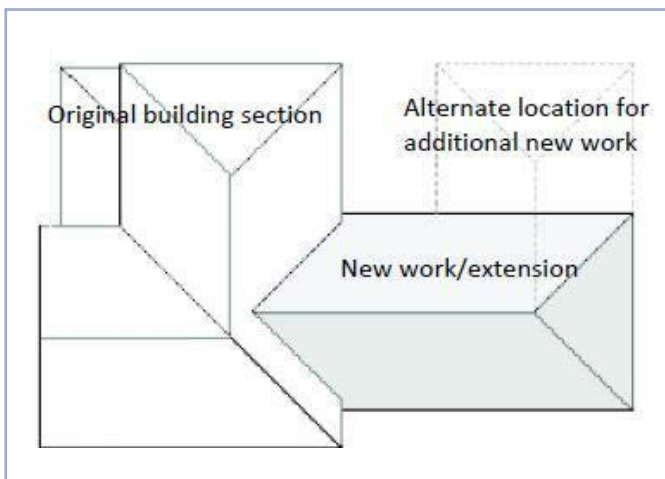 Original building section
Alternate location for
additional new work
New work/extension